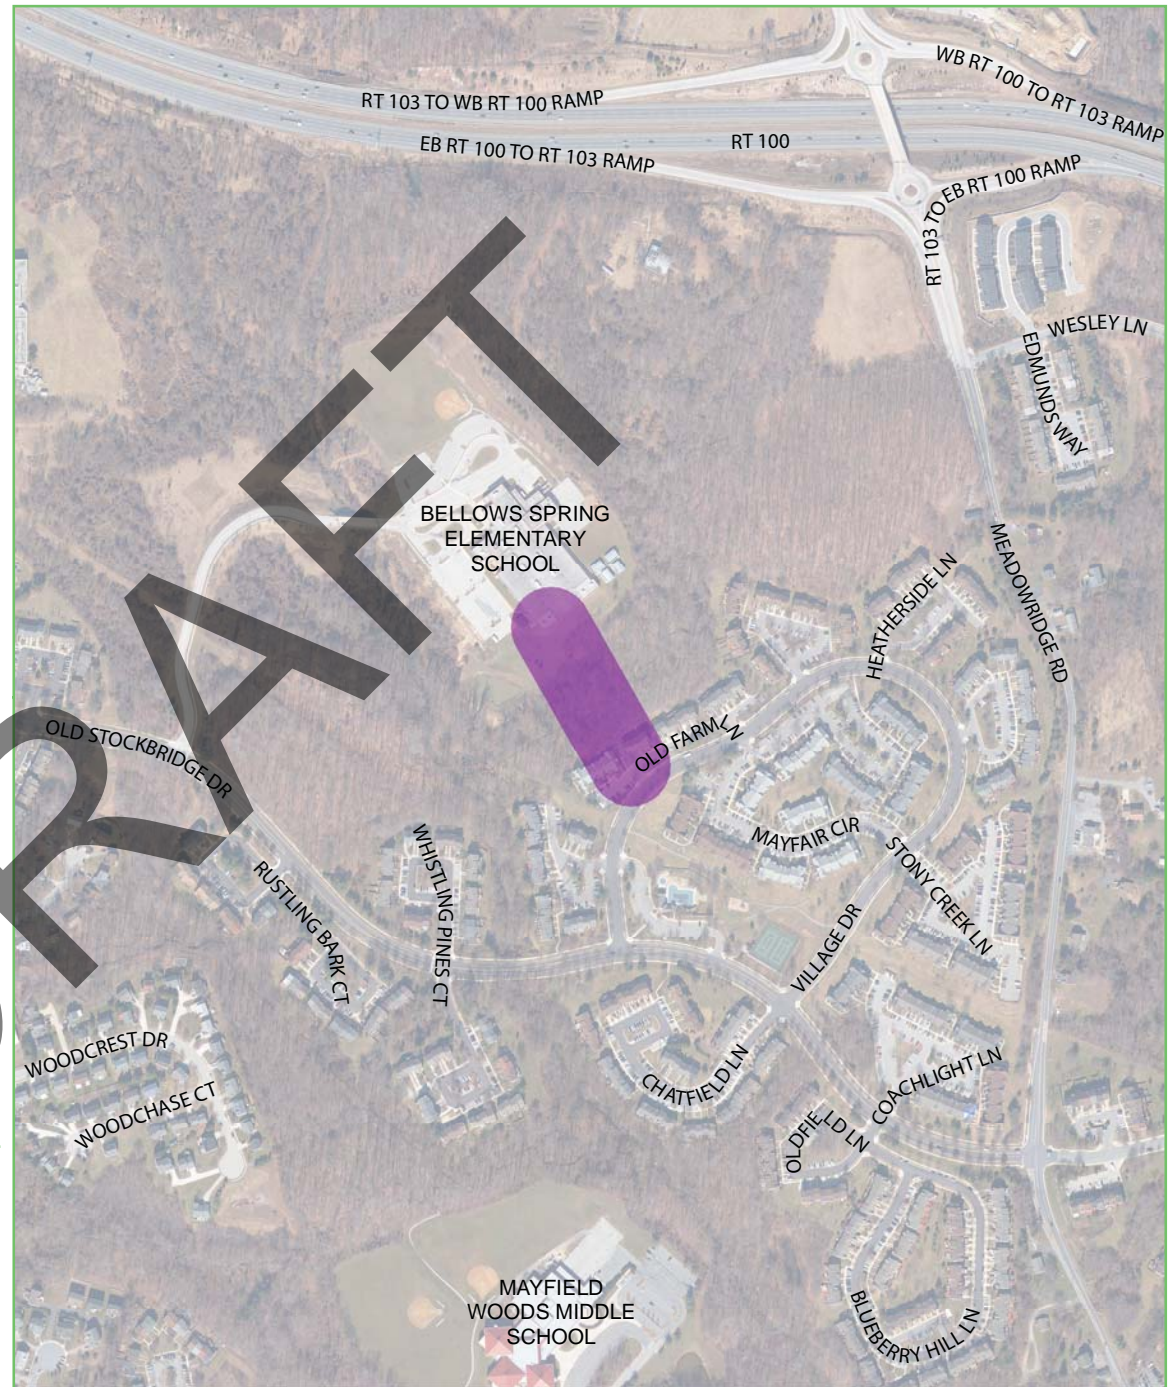 WB RT 100 TO RT 103 RAMP
RT 103 TO WB RT 100 RAMP
RT 100
EB RT 100 TO RT 103 RAMP
RT 103 TO EB RT 100 RAMP
WESLEY LN
EDMUNDS WAY
BELLOWS SPRING
ELEMENTARY
SCHOOL
MEADOWRIDGE RD
HEATHERSIDE LN
OLD FARM LN
OLD STOCKBRIDGE DR
MAYFAIR CIR
STONY CREEK LN
WHISTLING PINES CT
RUSTLING BARK CT
VILLAGE DR
WOODCREST DR
WOODCHASE CT
CHATFIELD LN
COACHLIGHT LN
OLDFIELD LN
MAYFIELD
WOODS MIDDLE
SCHOOL
BLUEBERRY HILL LN
DRAFT